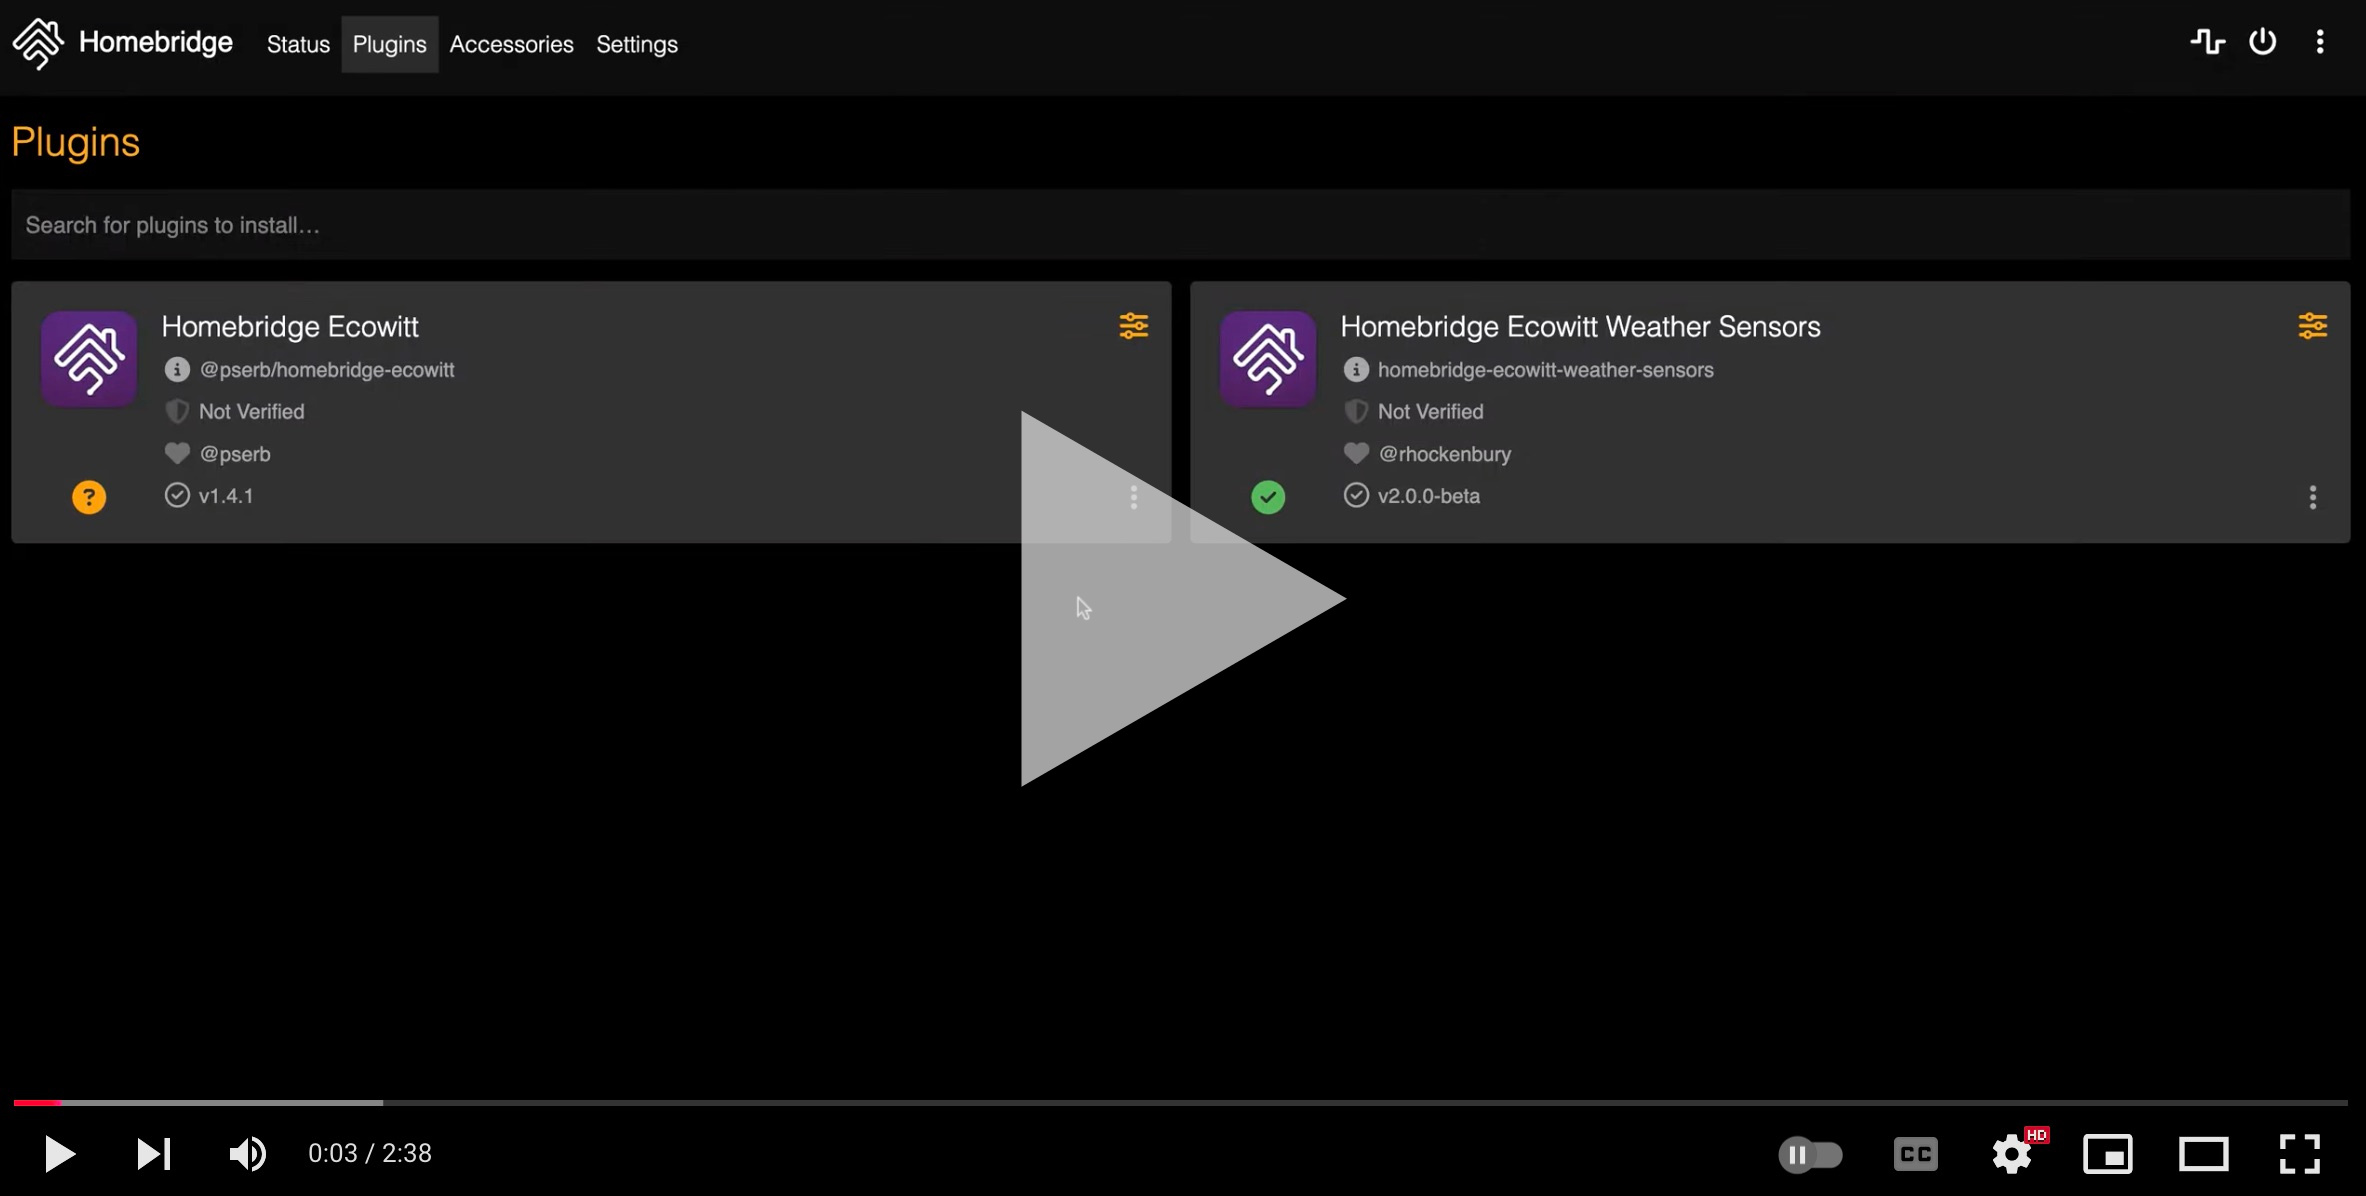 Homebridge Status Plugins Accessories Settings
Plugins
Search for plugins to install...
Homebridge Ecowitt
@pserb/homebridge-ecowitt
Not Verified
@pserb
v1.4.1
Homebridge Ecowitt Weather Sensors
homebridge-ecowitt-weather-sensors
Not Verified
@rhockenbury
v2.0.0-beta
0:03 / 2:38
CC
HD